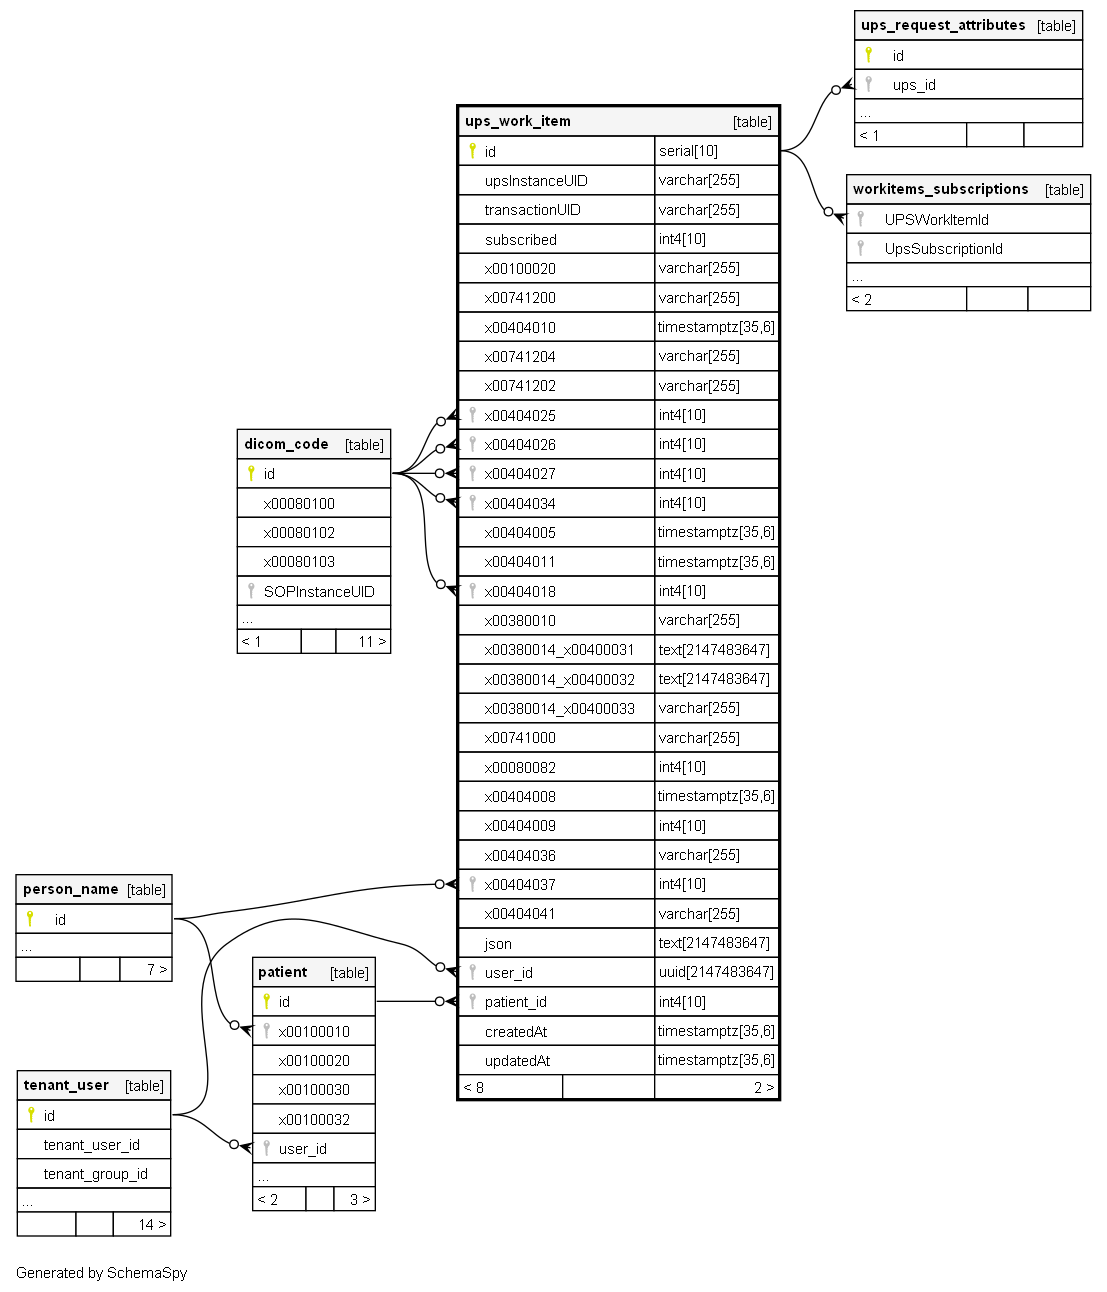 ups_request_attributes [table]
id
ups_id
...
< 1
workitems_subscriptions [table]
UPSWorkItemId
UpsSubscriptionId
...
< 2
ups_work_item [table]
id serial[10]
upsInstanceUID varchar[255]
transactionUID varchar[255]
subscribed int4[10]
x00100020 varchar[255]
x00741200 varchar[255]
x00404010 timestamptz[35,6]
x00741204 varchar[255]
x00741202 varchar[255]
x00404025 int4[10]
x00404026 int4[10]
x00404027 int4[10]
x00404034 int4[10]
x00404005 timestamptz[35,6]
x00404011 timestamptz[35,6]
x00404018 int4[10]
x00380010 varchar[255]
x00380014_x00400031 text[2147483647]
x00380014_x00400032 text[2147483647]
x00380014_x00400033 varchar[255]
x00741000 varchar[255]
x00080082 int4[10]
x00404008 timestamptz[35,6]
x00404009 int4[10]
x00404036 varchar[255]
x00404037 int4[10]
x00404041 varchar[255]
json text[2147483647]
user_id uuid[2147483647]
patient_id int4[10]
createdAt timestamptz[35,6]
updatedAt timestamptz[35,6]
< 8 2 >
dicom_code [table]
id
x00080100
x00080102
x00080103
SOPInstanceUID
...
< 1 11 >
person_name [table]
id
...
7 >
patient [table]
id
x00100010
x00100020
x00100030
x00100032
user_id
...
< 2 3 >
tenant_user [table]
id
tenant_user_id
tenant_group_id
...
14 >
Generated by SchemaSpy